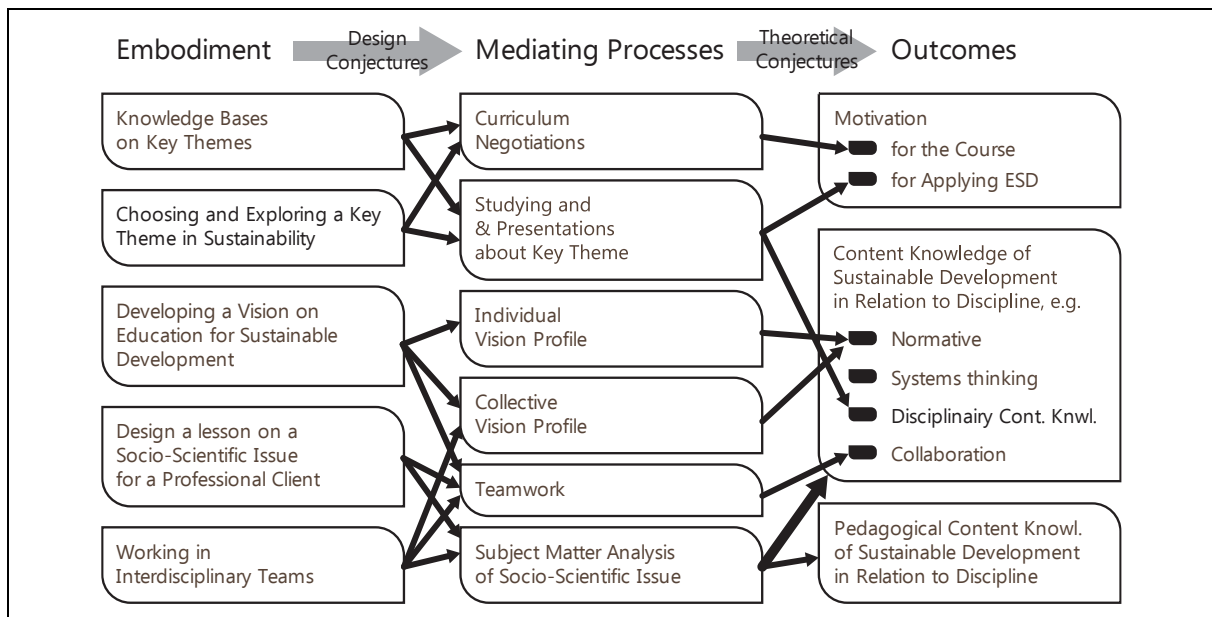 Embodiment
Design
Conjectures
Mediating Processes
Theoretical
Conjectures
Outcomes
Knowledge Bases
on Key Themes
Choosing and Exploring a Key
Theme in Sustainability
Developing a Vision on
Education for Sustainable
Development
Design a lesson on a
Socio-Scientific Issue
for a Professional Client
Working in
Interdisciplinary Teams
Curriculum
Negotiations
Studying and
& Presentations
about Key Theme
Individual
Vision Profile
Collective
Vision Profile
Teamwork
Subject Matter Analysis
of Socio-Scientific Issue
Motivation
for the Course
for Applying ESD
Content Knowledge of
Sustainable Development
in Relation to Discipline, e.g.
Normative
Systems thinking
Disciplinairy Cont. Knwl.
Collaboration
Pedagogical Content Knowl.
of Sustainable Development
in Relation to Discipline